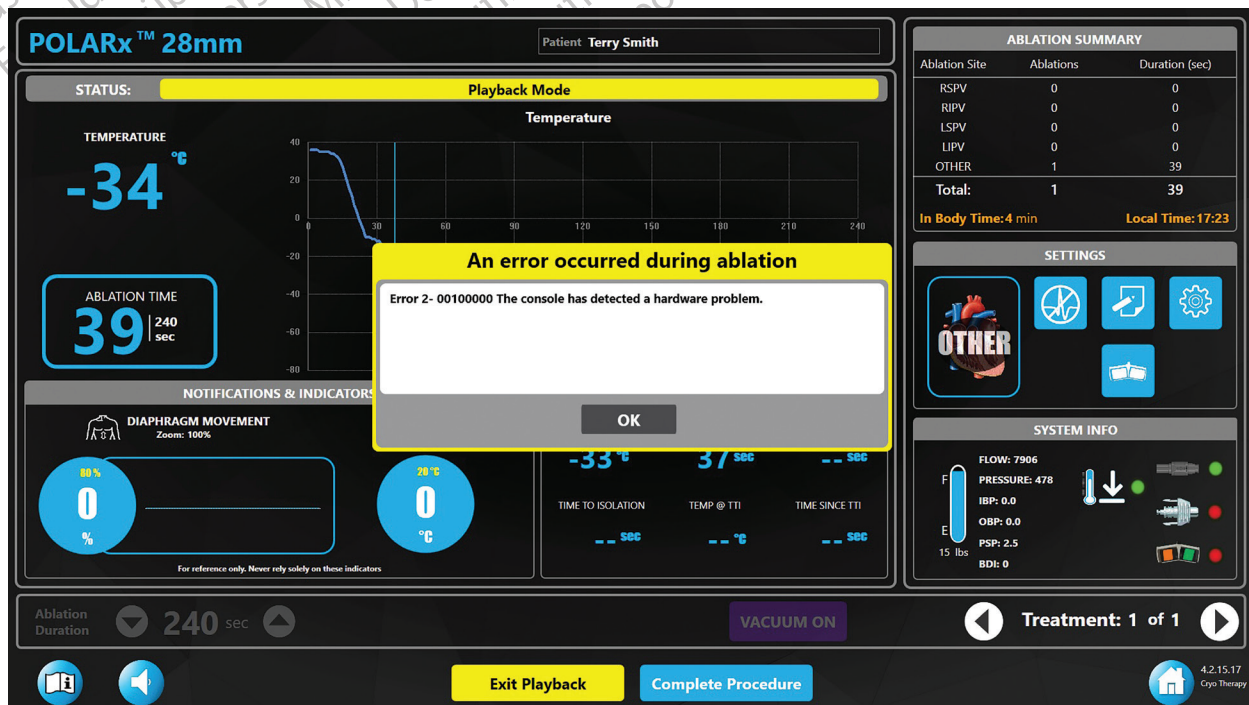 POLARx™ 28mm
Patient Terry Smith
STATUS:
Playback Mode
TEMPERATURE
-34 °C
Temperature
40
20
0
-20
-40
-60
-80
0 30 60 90 120 150 180 210 240
ABLATION TIME
39 240 sec
An error occurred during ablation
Error 2- 00100000 The console has detected a hardware problem.
OK
NOTIFICATIONS & INDICATORS
DIAPHRAGM MOVEMENT
Zoom: 100%
80 %
0
%
20 °C
0
°C
For reference only. Never rely solely on these indicators
-33 °C 37 sec -- sec
TIME TO ISOLATION TEMP @ TTI TIME SINCE TTI
-- sec -- °C -- sec
ABLATION SUMMARY
Ablation Site Ablations Duration (sec)
RSPV 0 0
RIPV 0 0
LSPV 0 0
LIPV 0 0
OTHER 1 39
Total: 1 39
In Body Time: 4 min Local Time: 17:23
SETTINGS
OTHER
SYSTEM INFO
F
E
15 lbs
FLOW: 7906
PRESSURE: 478
IBP: 0.0
OBP: 0.0
PSP: 2.5
BDI: 0
Ablation
Duration
240 sec
VACUUM ON
Treatment: 1 of 1
Exit Playback
Complete Procedure
4.2.15.17
Cryo Therapy